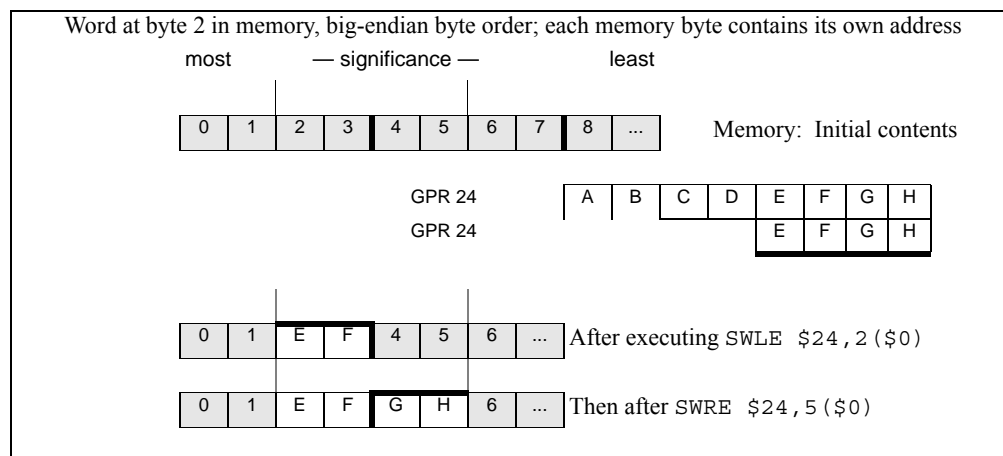 Word at byte 2 in memory, big-endian byte order; each memory byte contains its own address
most — significance — least
0 1 2 3 4 5 6 7 8 ... Memory: Initial contents
GPR 24 A B C D E F G H
GPR 24 E F G H
0 1 E F 4 5 6 ... After executing SWLE $24,2($0)
0 1 E F G H 6 ... Then after SWRE $24,5($0)